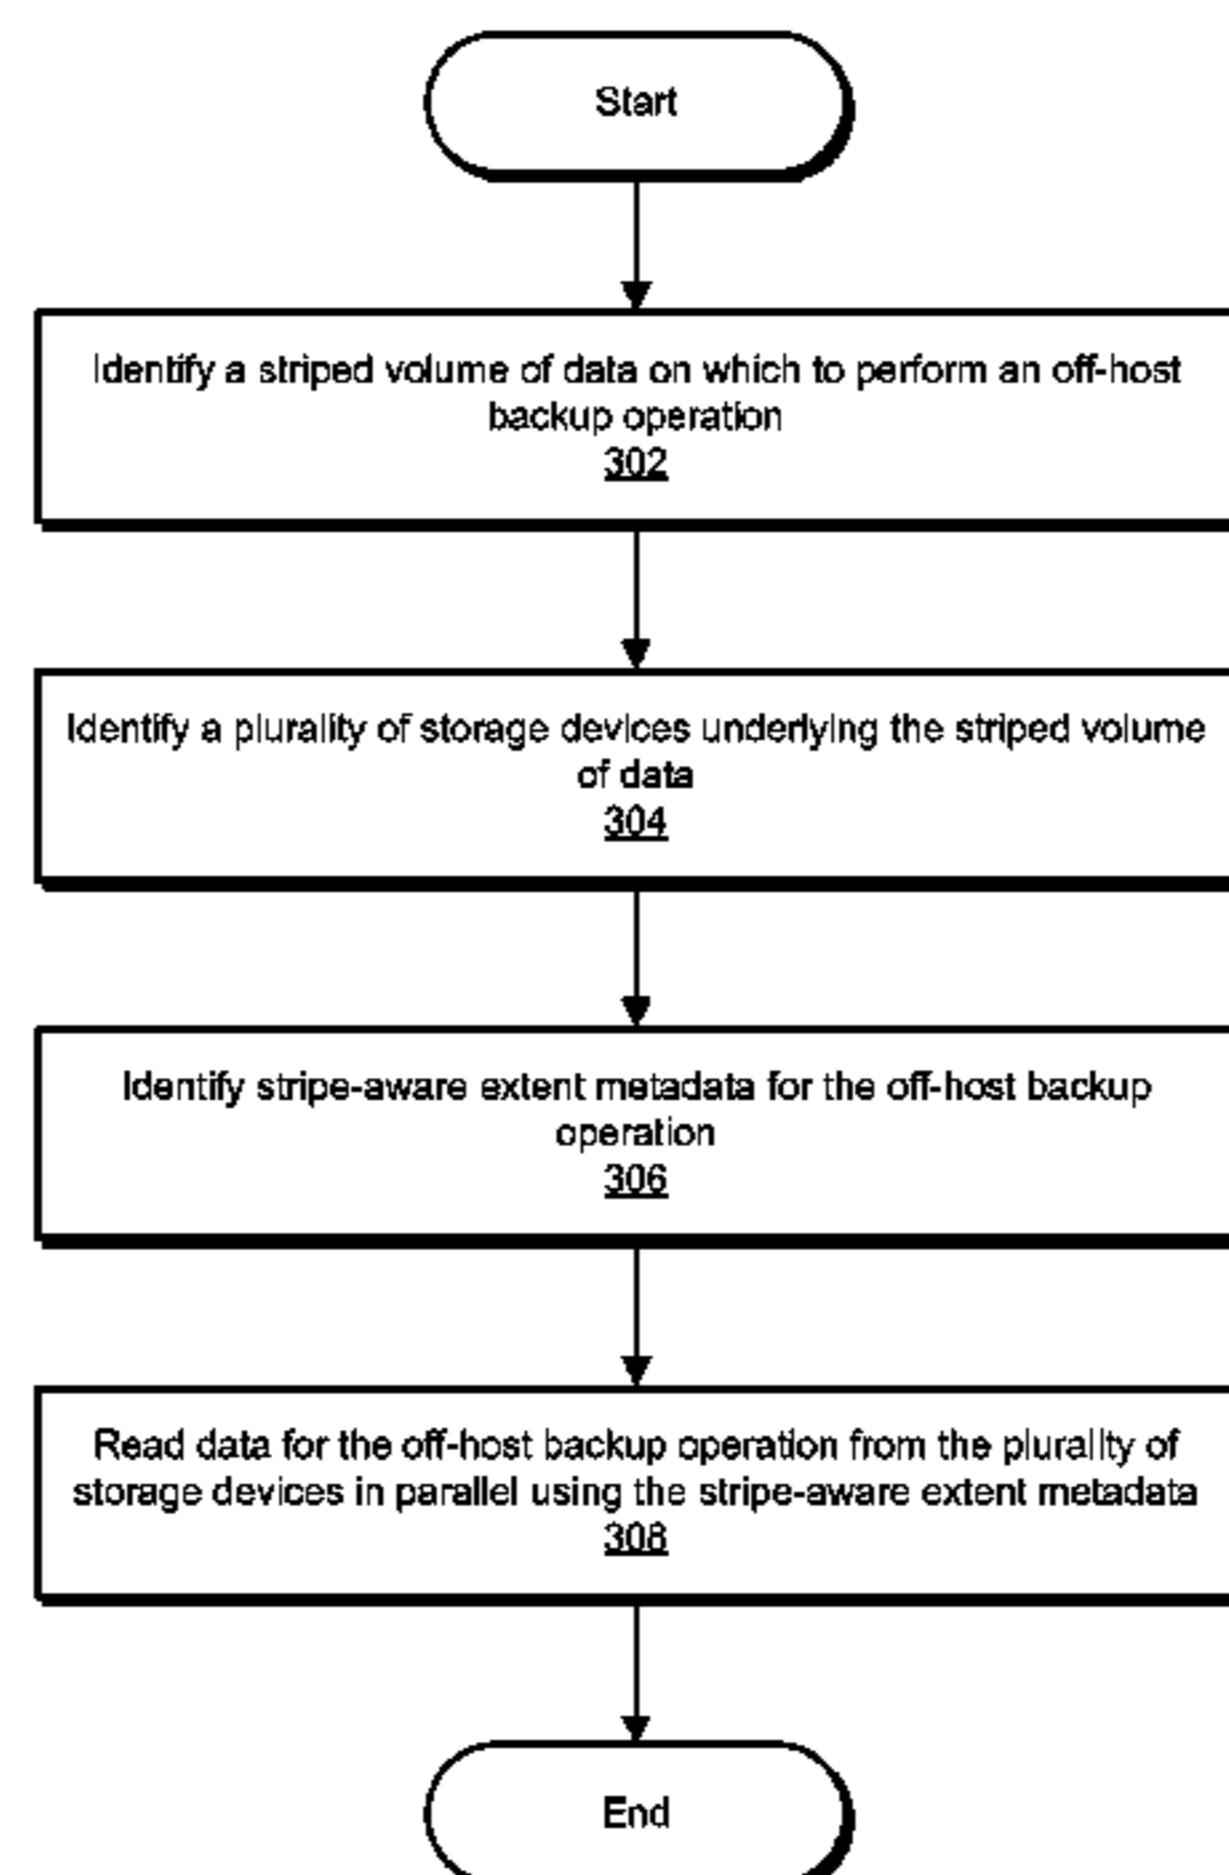 Start
Identify a striped volume of data on which to perform an off-host
backup operation
302
Identify a plurality of storage devices underlying the striped volume
of data
304
Identify stripe-aware extent metadata for the off-host backup
operation
306
Read data for the off-host backup operation from the plurality of
storage devices in parallel using the stripe-aware extent metadata
308
End